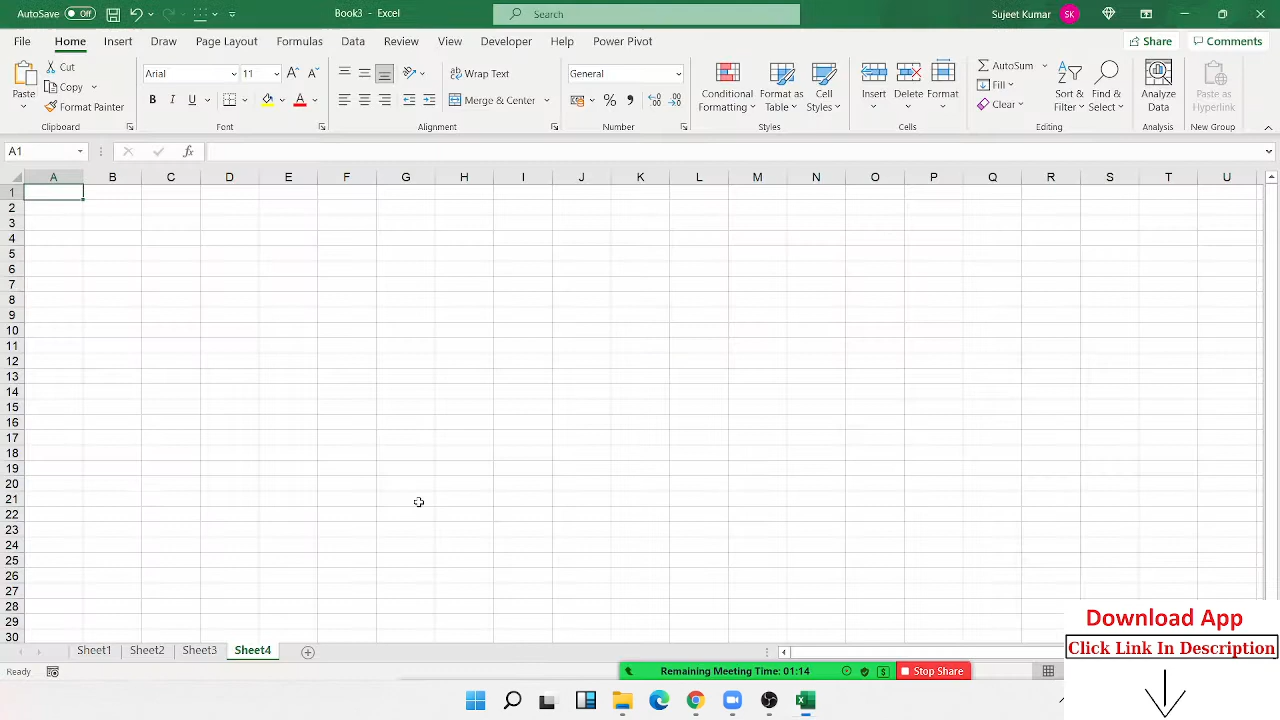 AutoSave Off Book3 - Excel Search Sujeet Kumar SK
File Home Insert Draw Page Layout Formulas Data Review View Developer Help Power Pivot Share Comments
Paste Cut Copy Format Painter Clipboard
Arial 11 B I U A Font
Wrap Text Merge & Center Alignment
General % Number
Conditional Formatting Format as Table Cell Styles Styles
Insert Delete Format Cells
AutoSum Fill Clear Sort & Filter Find & Select Editing
Analyze Data Analysis
Paste as Hyperlink New Group
A1 fx
A B C D E F G H I J K L M N O P Q R S T U
1
2
3
4
5
6
7
8
9
10
11
12
13
14
15
16
17
18
19
20
21
22
23
24
25
26
27
28
29
30
Download App
Click Link In Description
Sheet1 Sheet2 Sheet3 Sheet4
Ready Remaining Meeting Time: 01:14 Stop Share